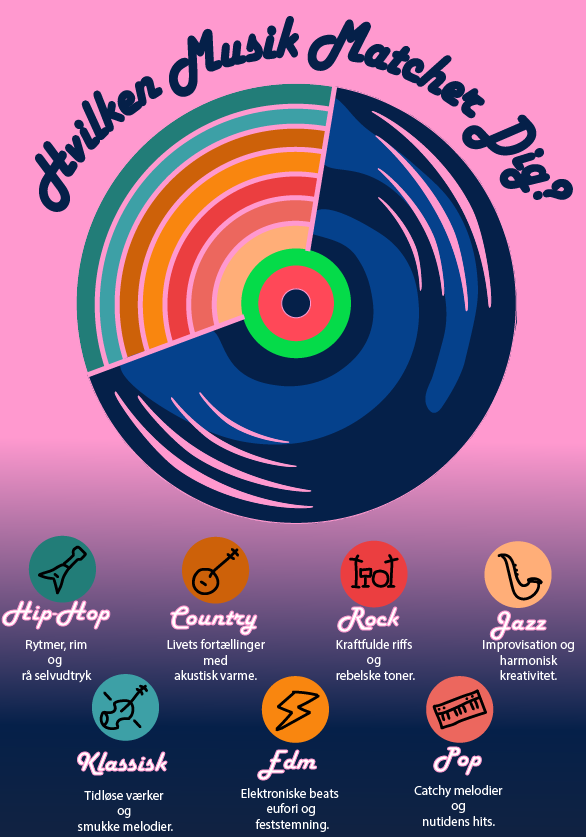 Hvilken Musik Matcher Dig?
Hip-Hop
Rytmer, rim
og
rå selvudtryk
Country
Livets fortællinger
med
akustisk varme.
Rock
Kraftfulde riffs
og
rebelske toner.
Jazz
Improvisation og
harmonisk
kreativitet.
Klassisk
Tidløse værker
og
smukke melodier.
Edm
Elektroniske beats
eufori og
feststemning.
Pop
Catchy melodier
og
nutidens hits.